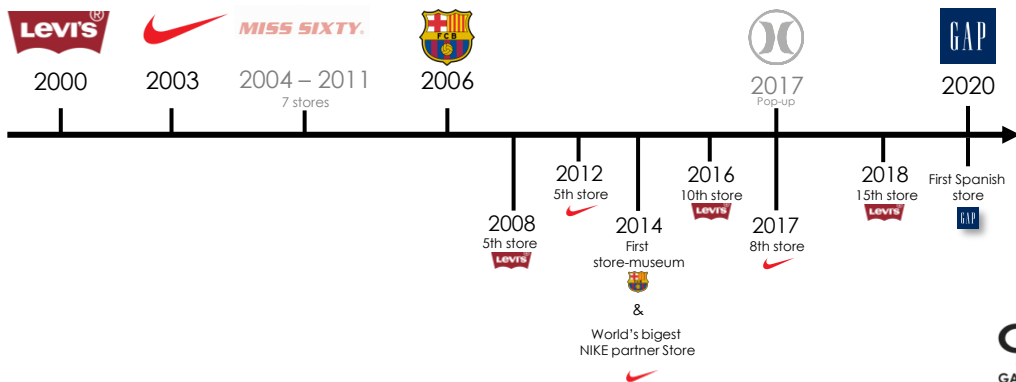 LEVI'S®
2000
2003
MISS SIXTY®
2004 – 2011
7 stores
FCB
2006
2017
Pop-up
GAP
2020
2008
5th store
LEVI'S
2012
5th store
2014
First
store-museum
&
World's bigest
NIKE partner Store
2016
10th store
LEVI'S
2017
8th store
2018
15th store
LEVI'S
First Spanish
store
GAP
GA